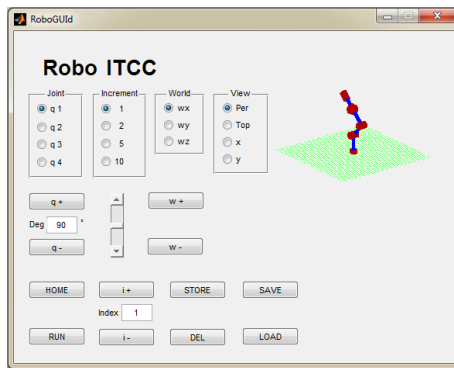 RoboGUId
Robo ITCC
Joint Increment World View
q 1 1 wx Per
q 2 2 wy Top
q 3 5 wz x
q 4 10 y
q + w +
Deg 90 °
q - w -
HOME i + STORE SAVE
Index 1
RUN i - DEL LOAD